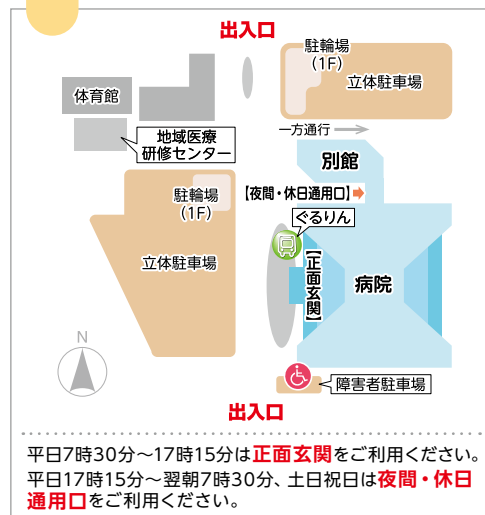 出入口
駐輪場
(1F)
立体駐車場
体育館
一方通行
地域医療
研修センター
別館
【夜間・休日通用口】
駐輪場
(1F)
ぐるりん
立体駐車場
【正面玄関】
病院
N
障害者駐車場
出入口
平日7時30分～17時15分は正面玄関をご利用ください。
平日17時15分～翌朝7時30分、土日祝日は夜間・休日
通用口をご利用ください。